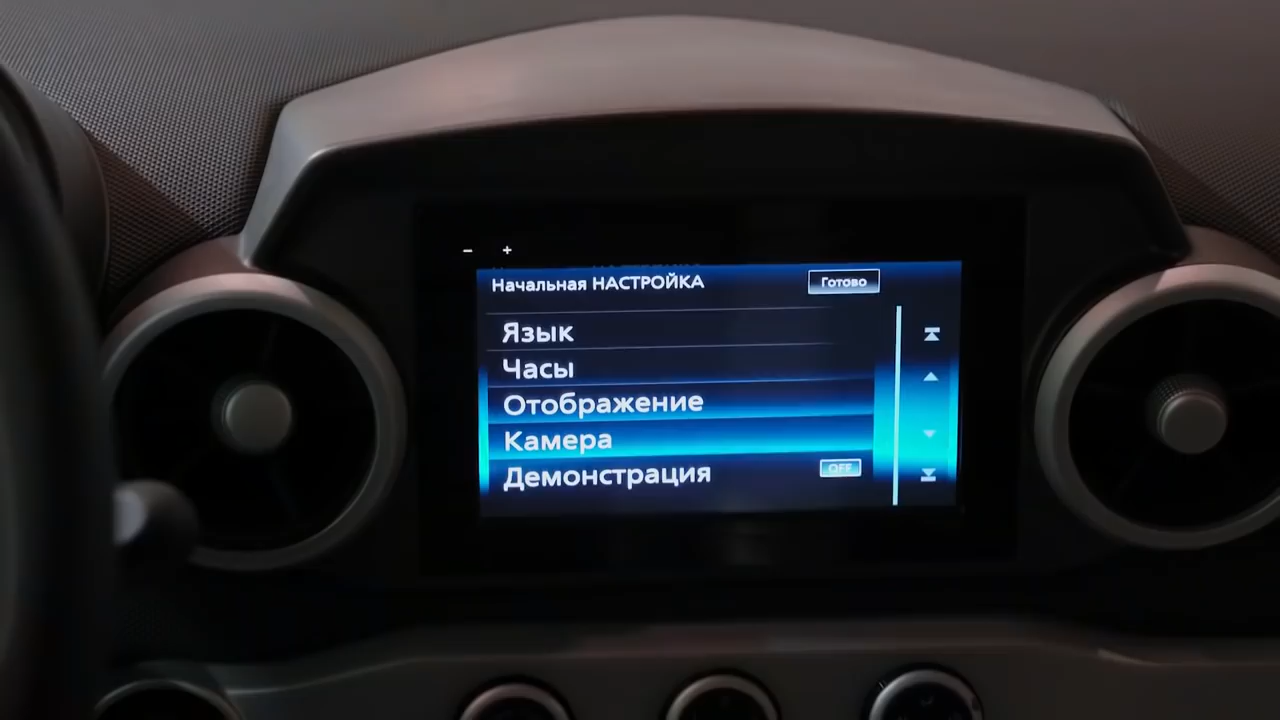 − +
Начальная НАСТРОЙКА Готово
Язык
Часы
Отображение
Камера
Демонстрация OFF